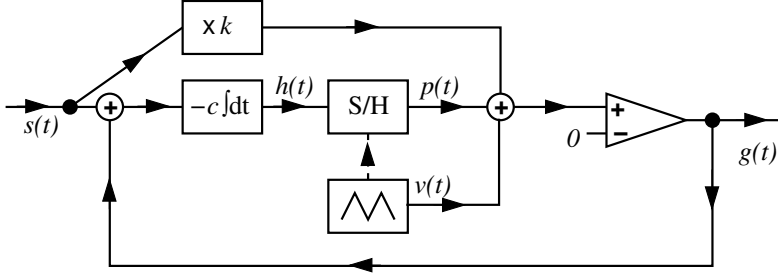 x k
s(t)
+
−c∫dt
h(t)
S/H
p(t)
+
v(t)
+
0
−
g(t)